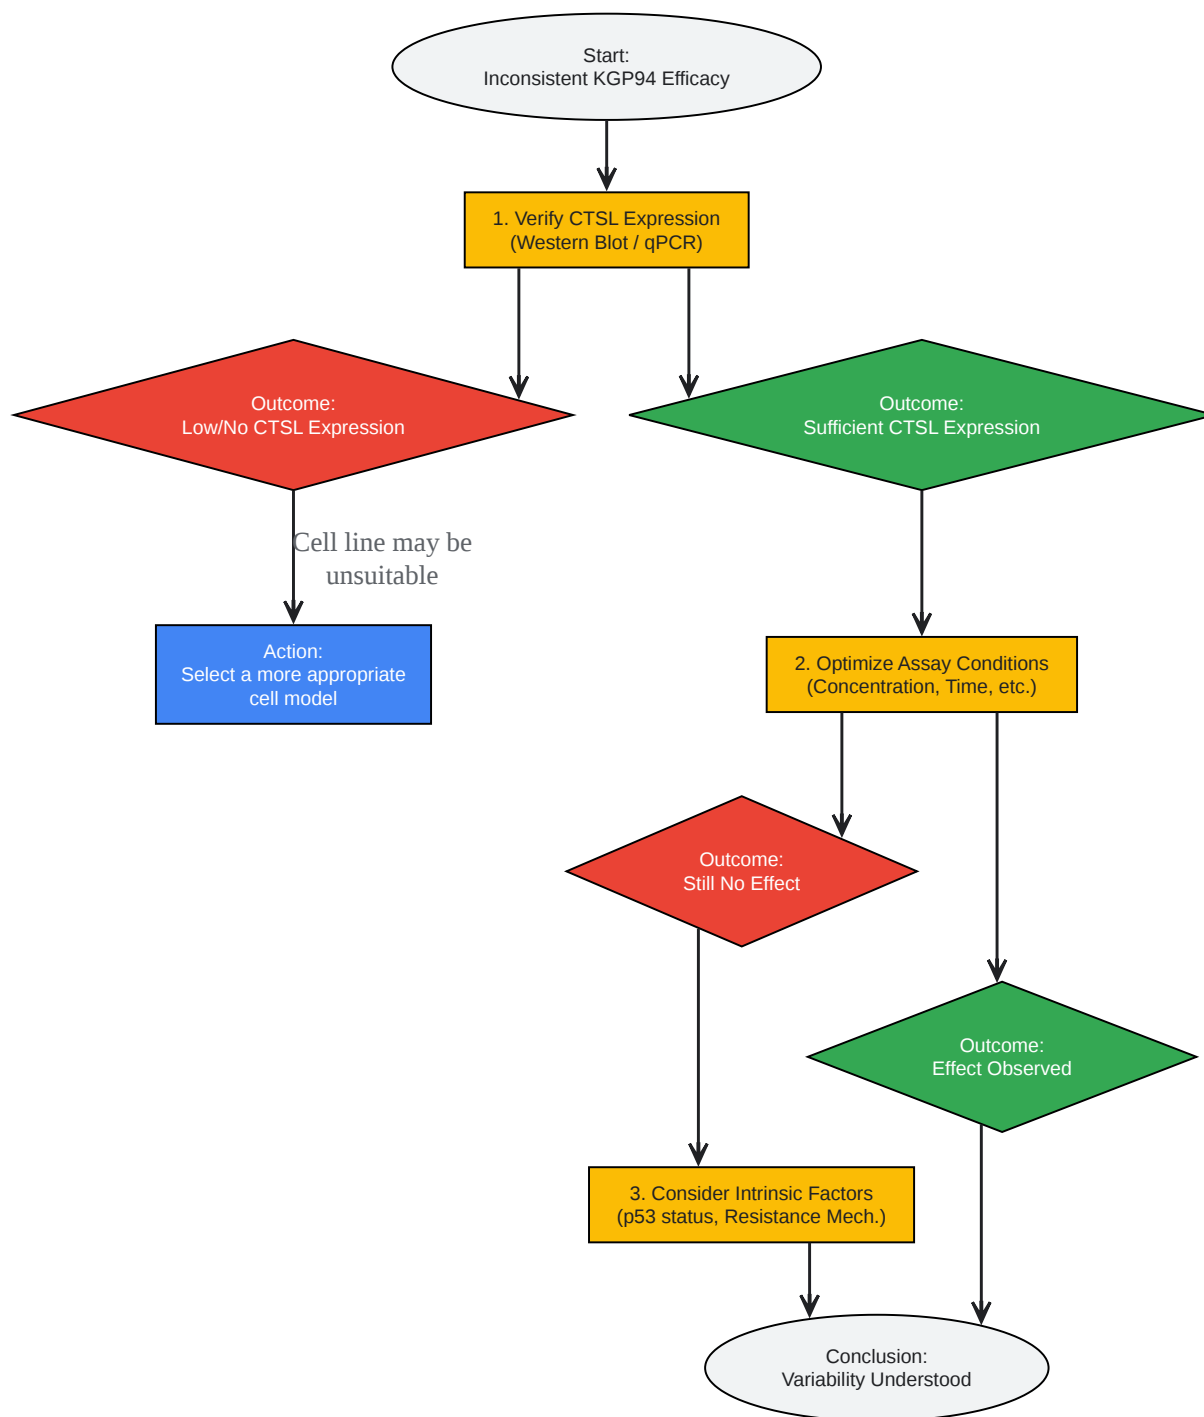 Start:
Inconsistent KGP94 Efficacy
1. Verify CTSL Expression
(Western Blot / qPCR)
Outcome:
Low/No CTSL Expression
Outcome:
Sufficient CTSL Expression
Cell line may be
unsuitable
Action:
Select a more appropriate
cell model
2. Optimize Assay Conditions
(Concentration, Time, etc.)
Outcome:
Still No Effect
Outcome:
Effect Observed
3. Consider Intrinsic Factors
(p53 status, Resistance Mech.)
Conclusion:
Variability Understood